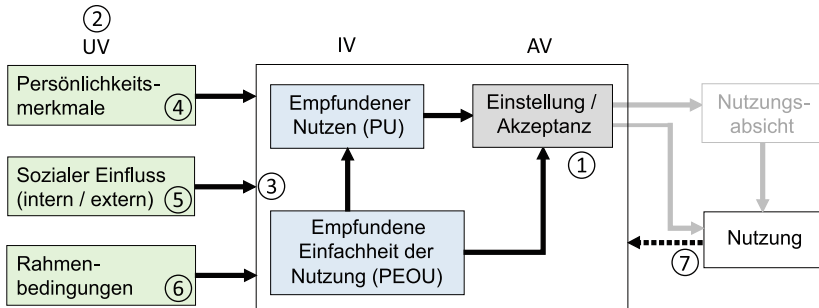 ②
UV
IV
AV
Persönlichkeits-
merkmale
④
Sozialer Einfluss
(intern / extern)
⑤
Rahmen-
bedingungen
⑥
③
Empfundener
Nutzen (PU)
Empfundene
Einfachheit der
Nutzung (PEOU)
Einstellung /
Akzeptanz
①
Nutzungs-
absicht
Nutzung
⑦